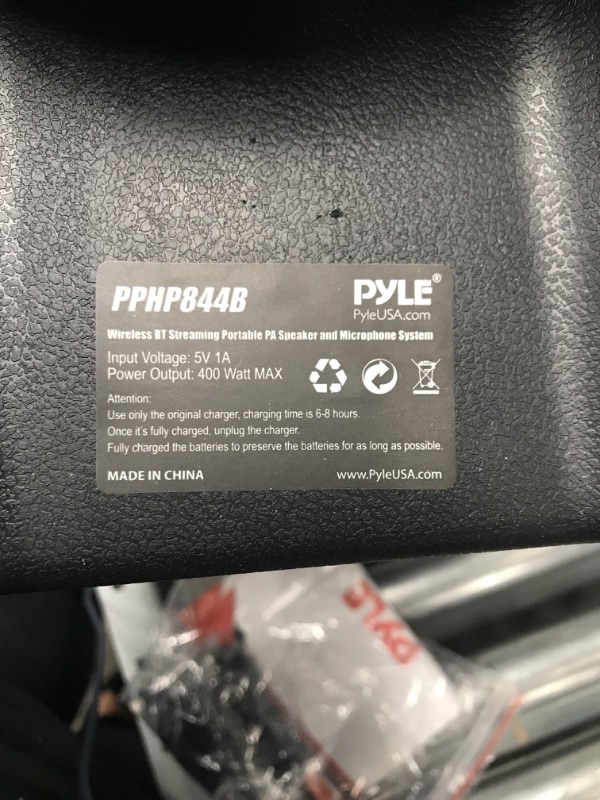 PPHP844B
PYLE®
PyleUSA.com
Wireless BT Streaming Portable PA Speaker and Microphone System
Input Voltage: 5V 1A
Power Output: 400 Watt MAX
Attention:
Use only the original charger, charging time is 6-8 hours.
Once it's fully charged, unplug the charger.
Fully charged the batteries to preserve the batteries for as long as possible.
MADE IN CHINA
www.PyleUSA.com
PYLE